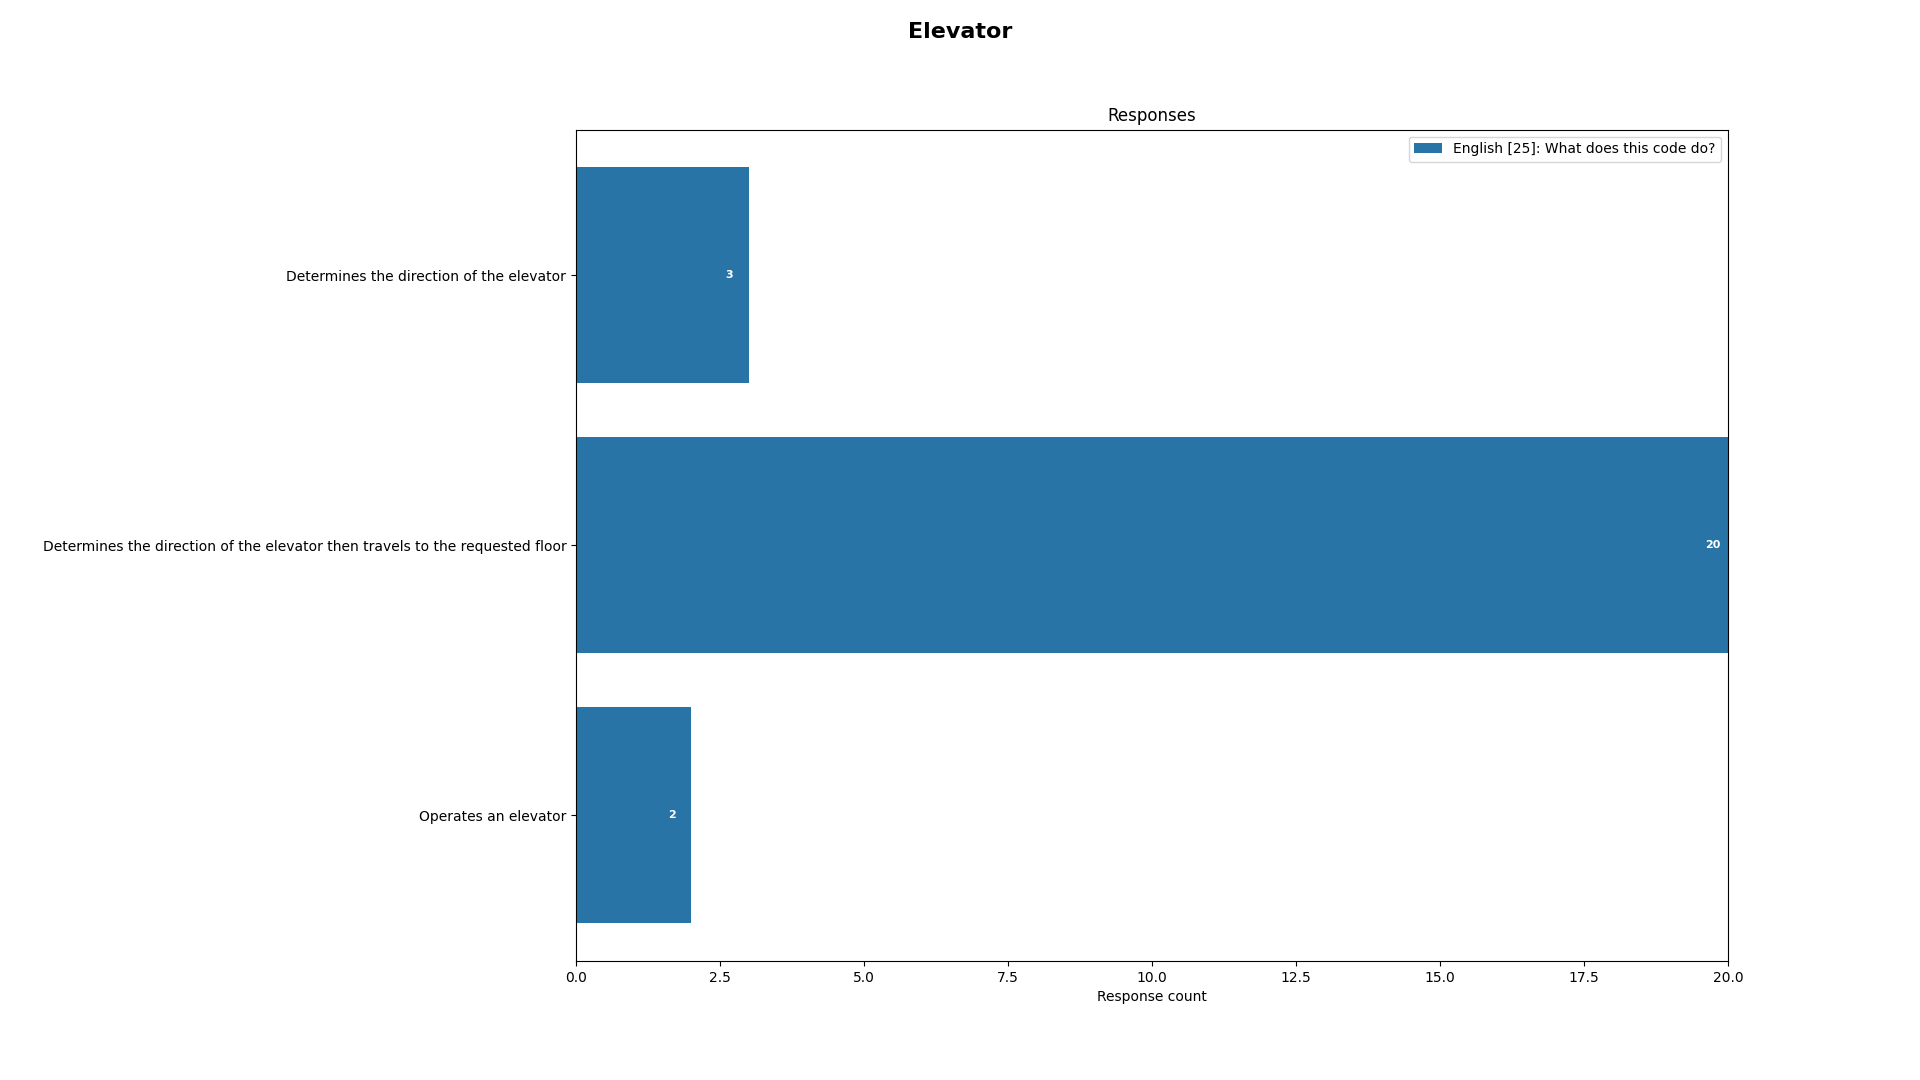 Elevator
Responses
English [25]: What does this code do?
Determines the direction of the elevator
3
Determines the direction of the elevator then travels to the requested floor
20
Operates an elevator
2
0.0 2.5 5.0 7.5 10.0 12.5 15.0 17.5 20.0
Response count